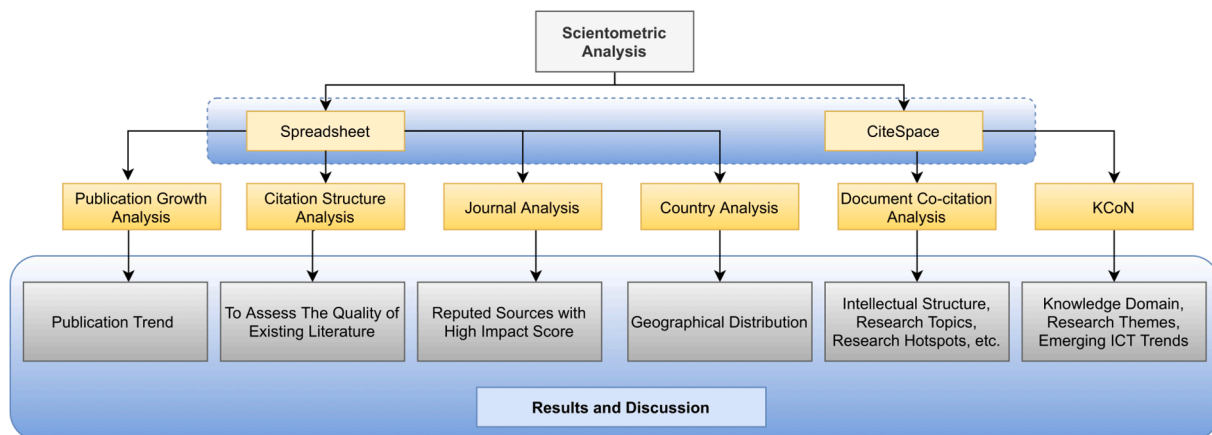 Scientometric
Analysis
Spreadsheet
CiteSpace
Publication Growth
Analysis
Citation Structure
Analysis
Journal Analysis
Country Analysis
Document Co-citation
Analysis
KCoN
Publication Trend
To Assess The Quality of
Existing Literature
Reputed Sources with
High Impact Score
Geographical Distribution
Intellectual Structure,
Research Topics,
Research Hotspots, etc.
Knowledge Domain,
Research Themes,
Emerging ICT Trends
Results and Discussion